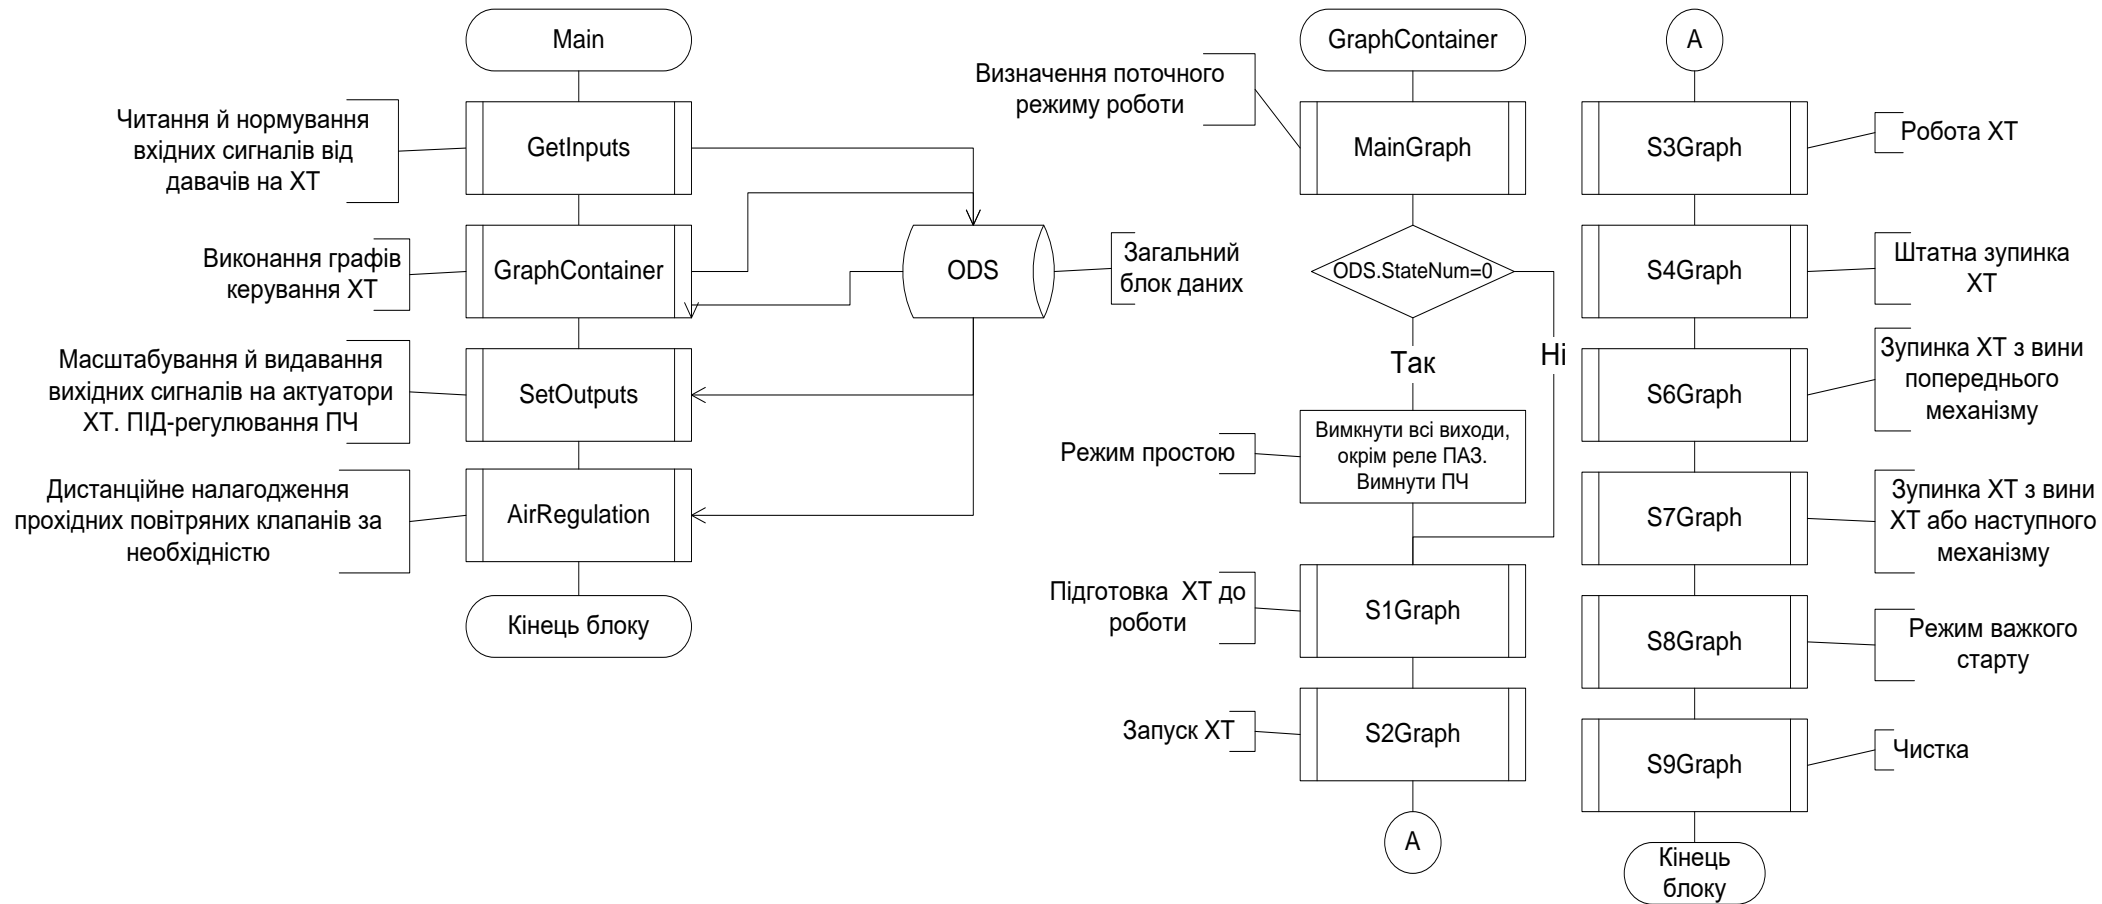 Main
Читання й нормування
вхідних сигналів від
давачів на ХТ
GetInputs
Виконання графів
керування ХТ
GraphContainer
ODS
Загальний
блок даних
Масштабування й видавання
вихідних сигналів на актуатори
ХТ. ПІД-регулювання ПЧ
SetOutputs
Дистанційне налагодження
прохідних повітряних клапанів за
необхідністю
AirRegulation
Кінець блоку
GraphContainer
Визначення поточного
режиму роботи
MainGraph
ODS.StateNum=0
Так
Ні
Режим простою
Вимкнути всі виходи,
окрім реле ПАЗ.
Вимнути ПЧ
Підготовка ХТ до
роботи
S1Graph
Запуск ХТ
S2Graph
A
A
S3Graph
Робота ХТ
S4Graph
Штатна зупинка
ХТ
S6Graph
Зупинка ХТ з вини
попереднього
механізму
S7Graph
Зупинка ХТ з вини
ХТ або наступного
механізму
S8Graph
Режим важкого
старту
S9Graph
Чистка
Кінець
блоку